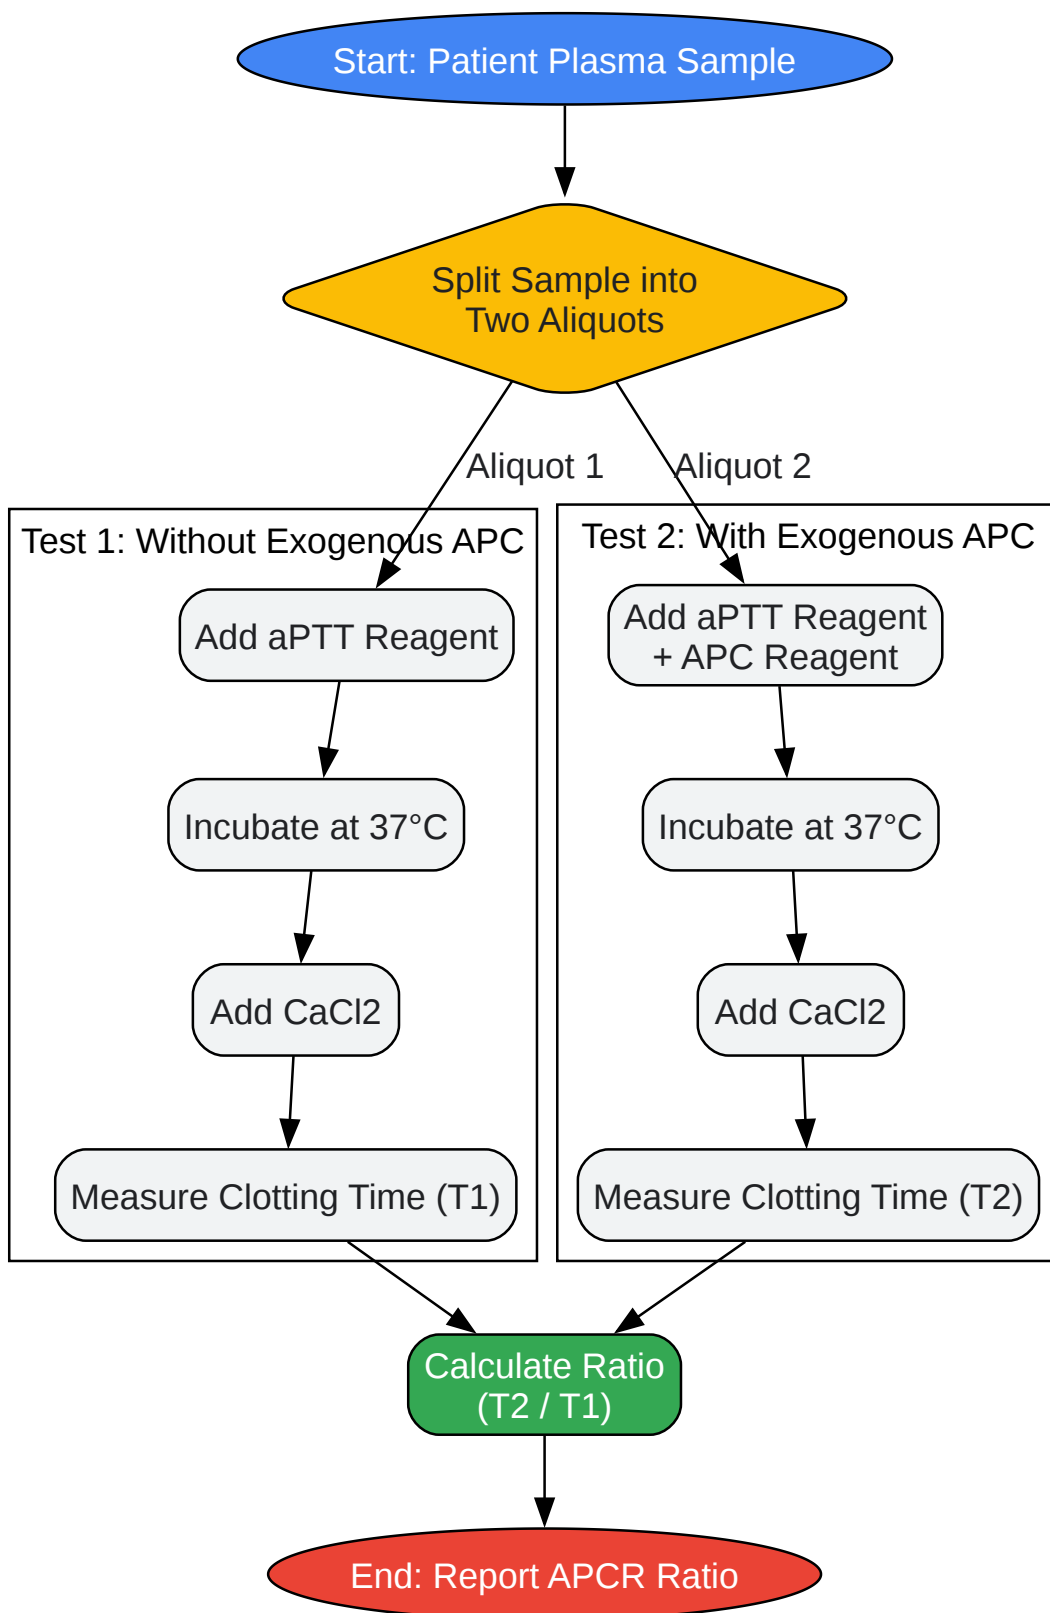 Start: Patient Plasma Sample
Split Sample into
Two Aliquots
Aliquot 1
Aliquot 2
Test 1: Without Exogenous APC
Add aPTT Reagent
Incubate at 37°C
Add CaCl2
Measure Clotting Time (T1)
Test 2: With Exogenous APC
Add aPTT Reagent
+ APC Reagent
Incubate at 37°C
Add CaCl2
Measure Clotting Time (T2)
Calculate Ratio
(T2 / T1)
End: Report APCR Ratio